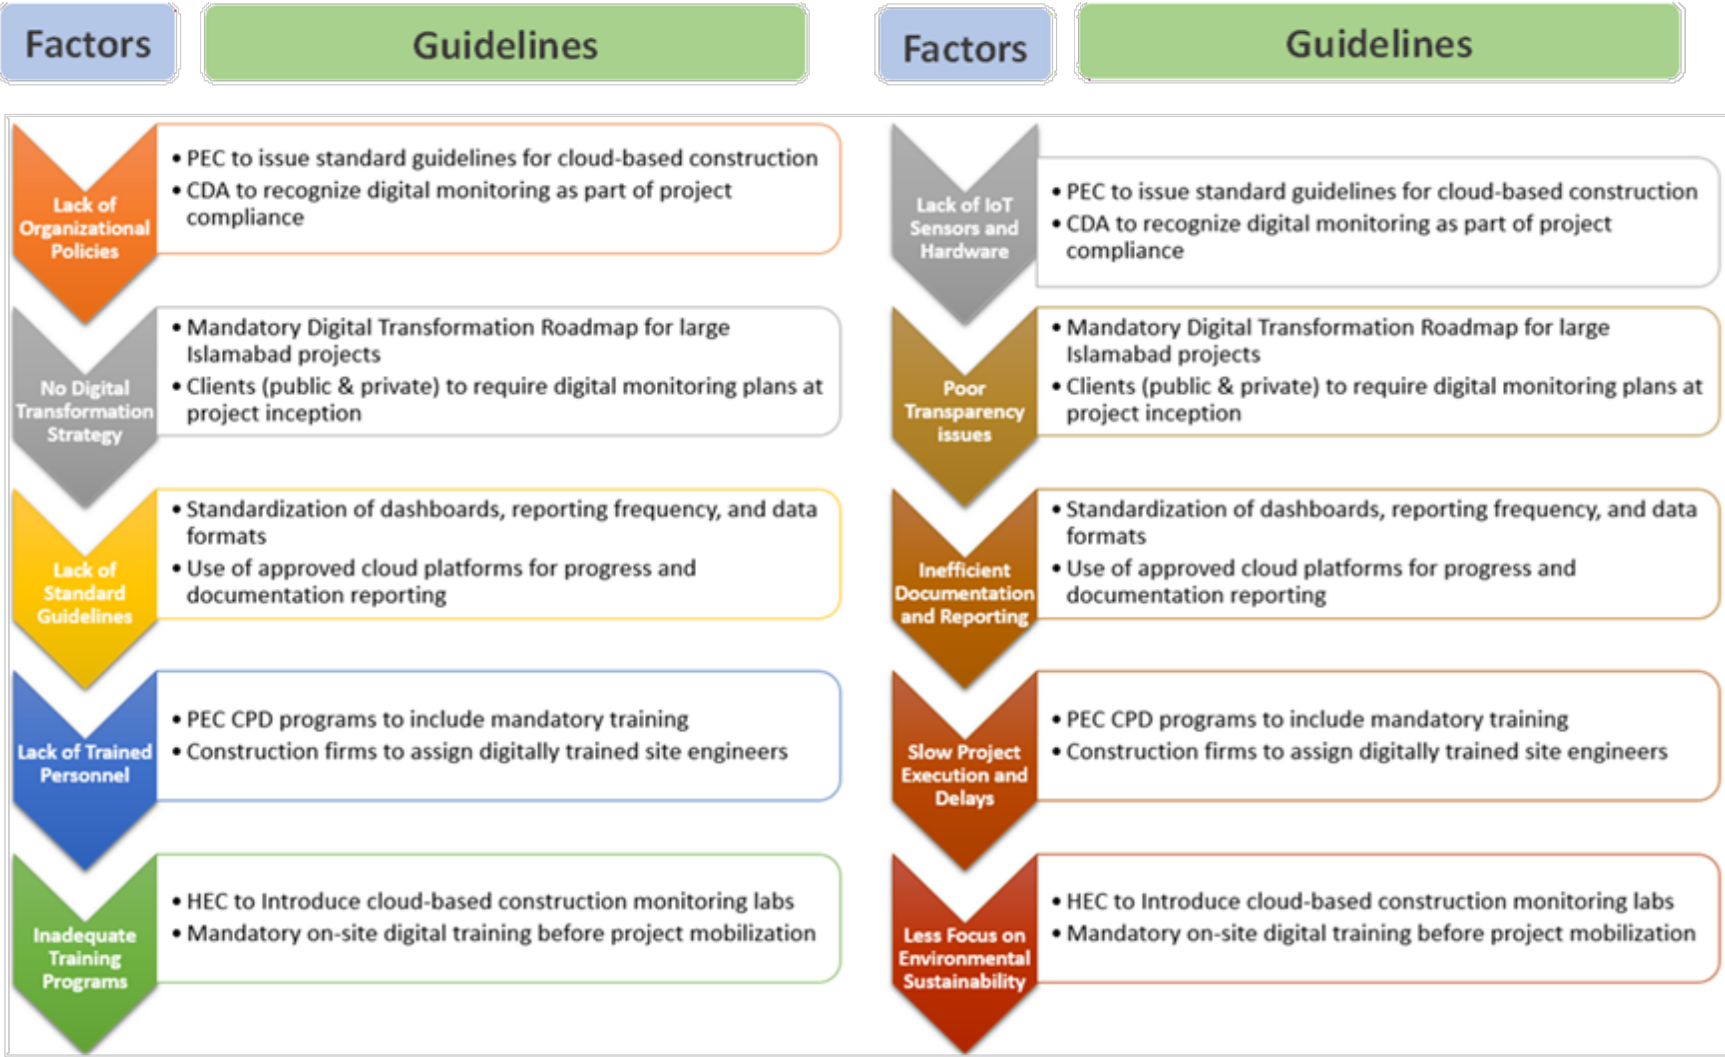 Factors
Guidelines
Lack of
Organizational
Policies
• PEC to issue standard guidelines for cloud-based construction
• CDA to recognize digital monitoring as part of project
compliance
No Digital
Transformation
Strategy
• Mandatory Digital Transformation Roadmap for large
Islamabad projects
• Clients (public & private) to require digital monitoring plans at
project inception
Lack of
Standard
Guidelines
• Standardization of dashboards, reporting frequency, and data
formats
• Use of approved cloud platforms for progress and
documentation reporting
Lack of Trained
Personnel
• PEC CPD programs to include mandatory training
• Construction firms to assign digitally trained site engineers
Inadequate
Training
Programs
• HEC to Introduce cloud-based construction monitoring labs
• Mandatory on-site digital training before project mobilization
Factors
Guidelines
Lack of IoT
Sensors and
Hardware
• PEC to issue standard guidelines for cloud-based construction
• CDA to recognize digital monitoring as part of project
compliance
Poor
Transparency
issues
• Mandatory Digital Transformation Roadmap for large
Islamabad projects
• Clients (public & private) to require digital monitoring plans at
project inception
Inefficient
Documentation
and Reporting
• Standardization of dashboards, reporting frequency, and data
formats
• Use of approved cloud platforms for progress and
documentation reporting
Slow Project
Execution and
Delays
• PEC CPD programs to include mandatory training
• Construction firms to assign digitally trained site engineers
Less Focus on
Environmental
Sustainability
• HEC to Introduce cloud-based construction monitoring labs
• Mandatory on-site digital training before project mobilization